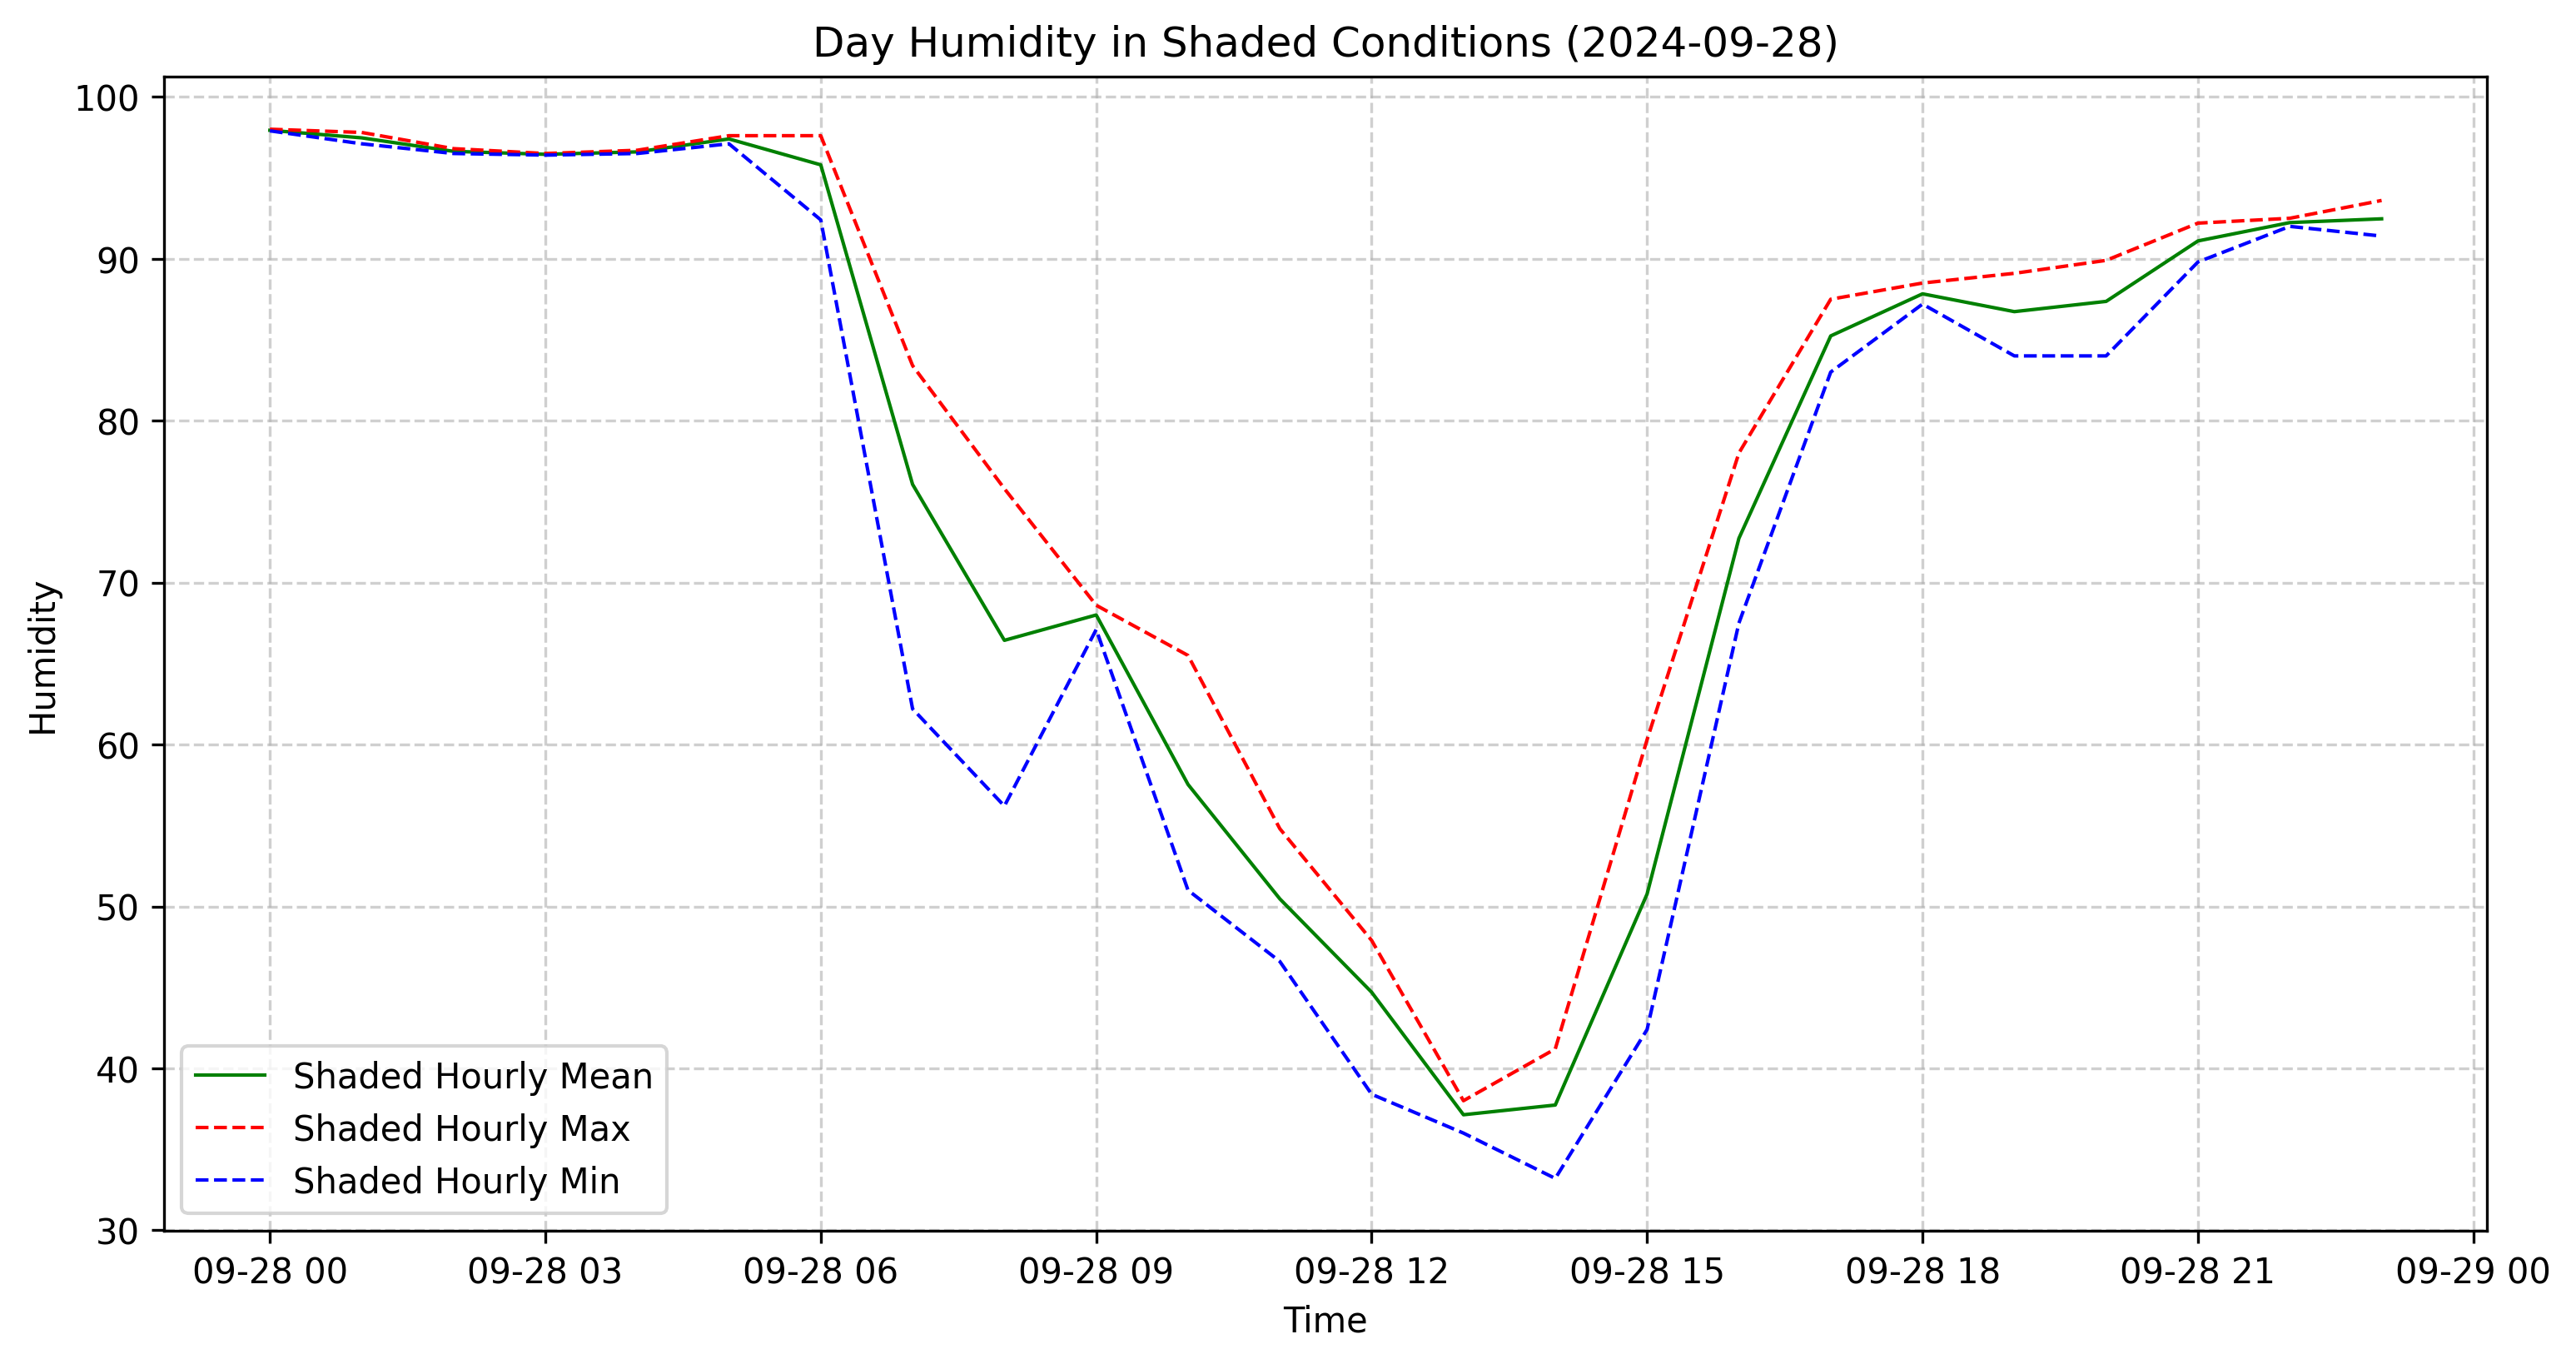 Day Humidity in Shaded Conditions (2024-09-28)
Humidity
100
90
80
70
60
50
40
30
Shaded Hourly Mean
Shaded Hourly Max
Shaded Hourly Min
09-28 00 09-28 03 09-28 06 09-28 09 09-28 12 09-28 15 09-28 18 09-28 21 09-29 00
Time